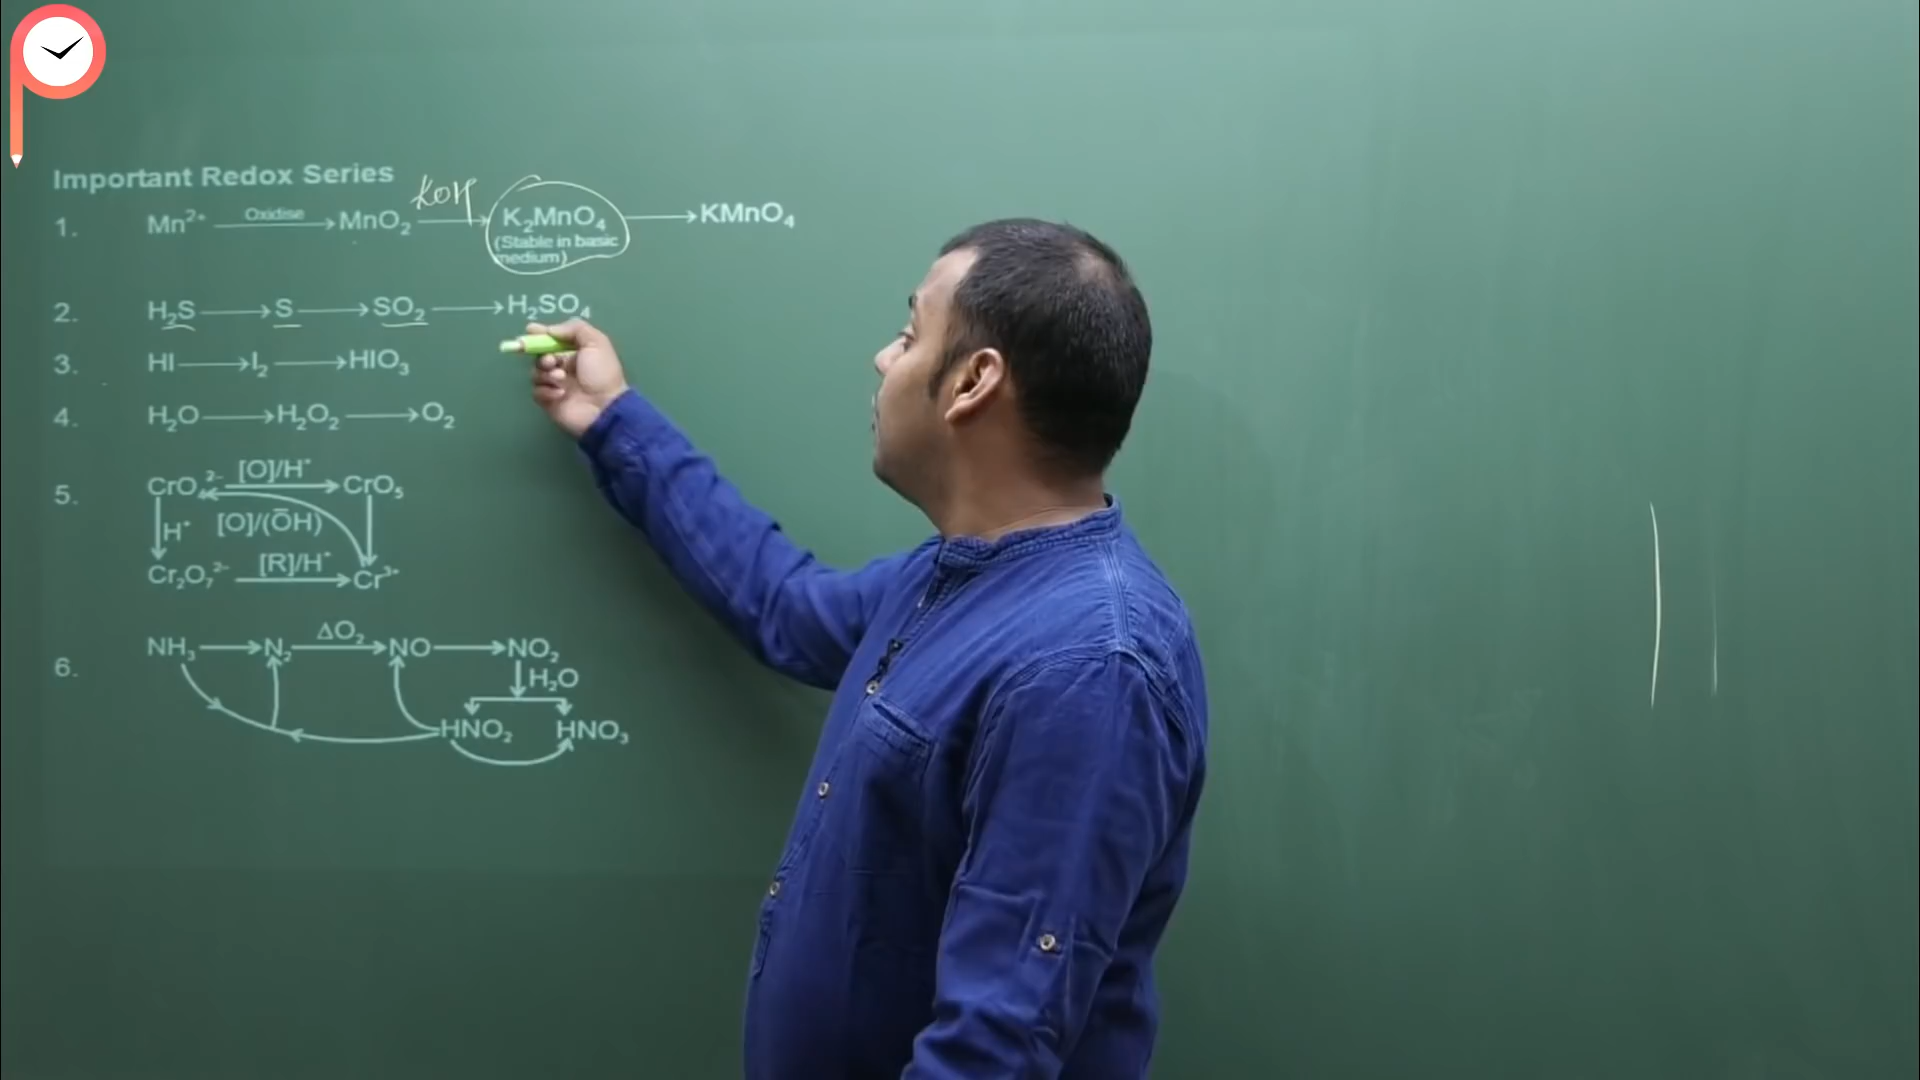 Important Redox Series
KOH
1. Mn²⁺ —Oxidise→ MnO₂ → K₂MnO₄ → KMnO₄
(Stable in basic
medium)
2. H₂S → S → SO₂ → H₂SO₄
3. HI → I₂ → HIO₃
4. H₂O → H₂O₂ → O₂
[O]/H⁺
5. CrO₄²⁻ → CrO₅
H⁺ [O]/(ŌH)
[R]/H⁺
Cr₂O₇²⁻ → Cr³⁺
ΔO₂
6. NH₃ → N₂ → NO → NO₂
H₂O
HNO₂ HNO₃